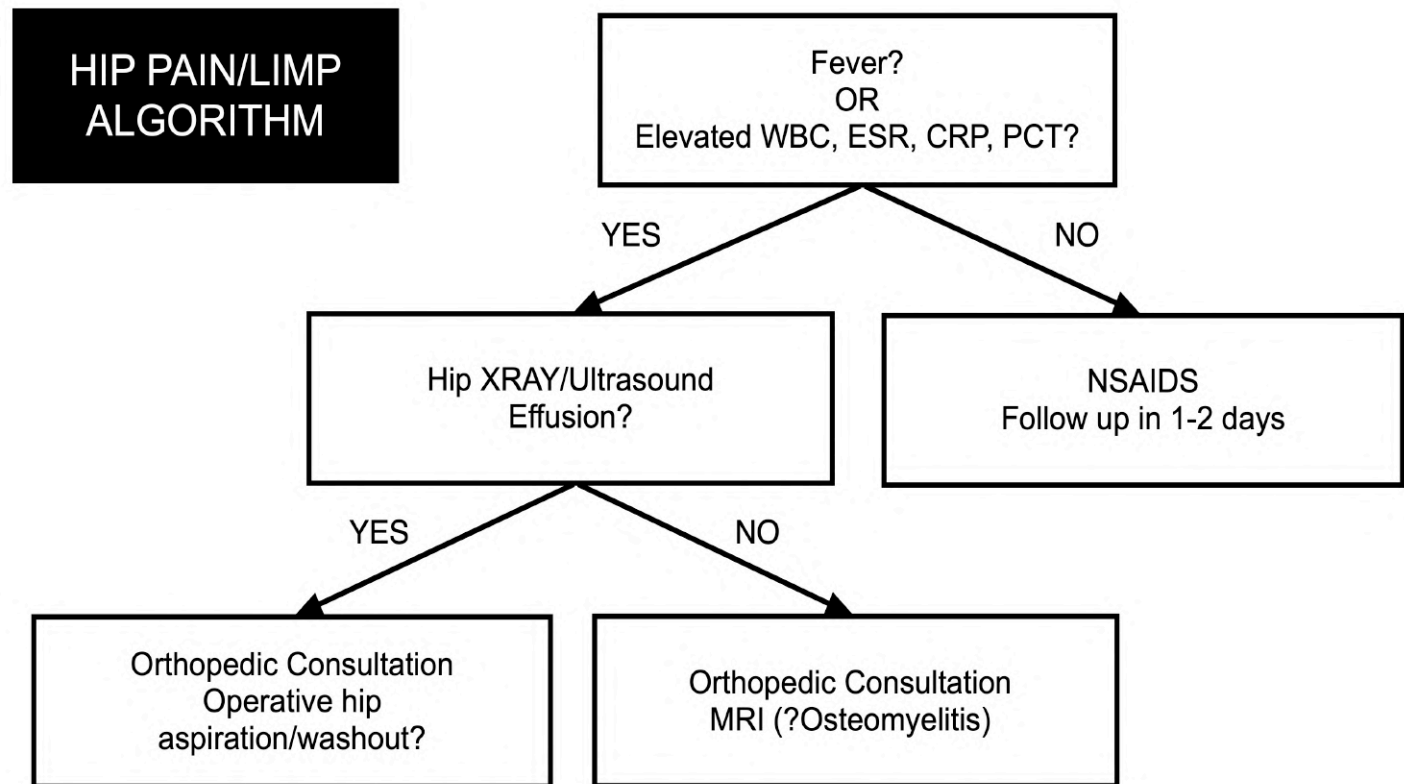 HIP PAIN/LIMP
ALGORITHM
Fever?
OR
Elevated WBC, ESR, CRP, PCT?
YES
NO
Hip XRAY/Ultrasound
Effusion?
NSAIDS
Follow up in 1-2 days
YES
NO
Orthopedic Consultation
Operative hip
aspiration/washout?
Orthopedic Consultation
MRI (?Osteomyelitis)